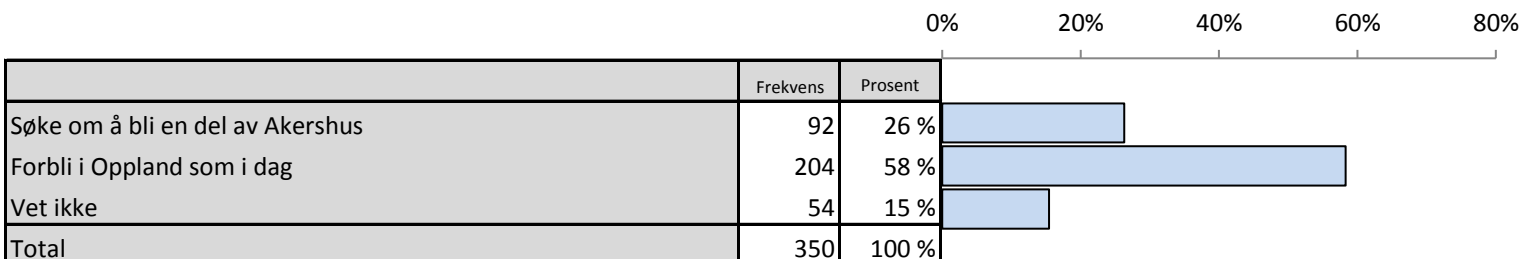 0% 20% 40% 60% 80%
Frekvens Prosent
Søke om å bli en del av Akershus 92 26 %
Forbli i Oppland som i dag 204 58 %
Vet ikke 54 15 %
Total 350 100 %